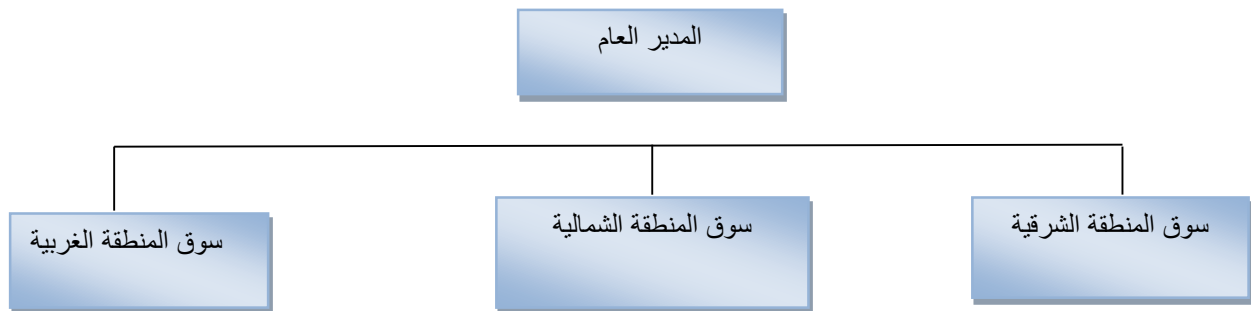 المدير العام
سوق المنطقة الشرقية
سوق المنطقة الشمالية
سوق المنطقة الغربية